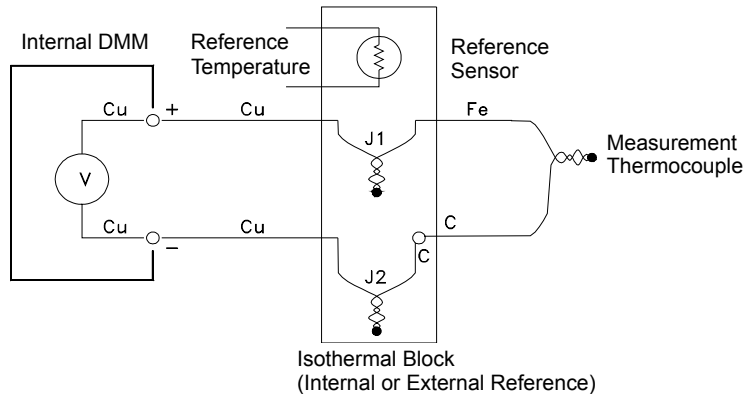 Internal DMM
Reference
Temperature
Reference
Sensor
Cu
+
Cu
J1
Fe
V
Measurement
Thermocouple
Cu
–
Cu
J2
C
C
Isothermal Block
(Internal or External Reference)